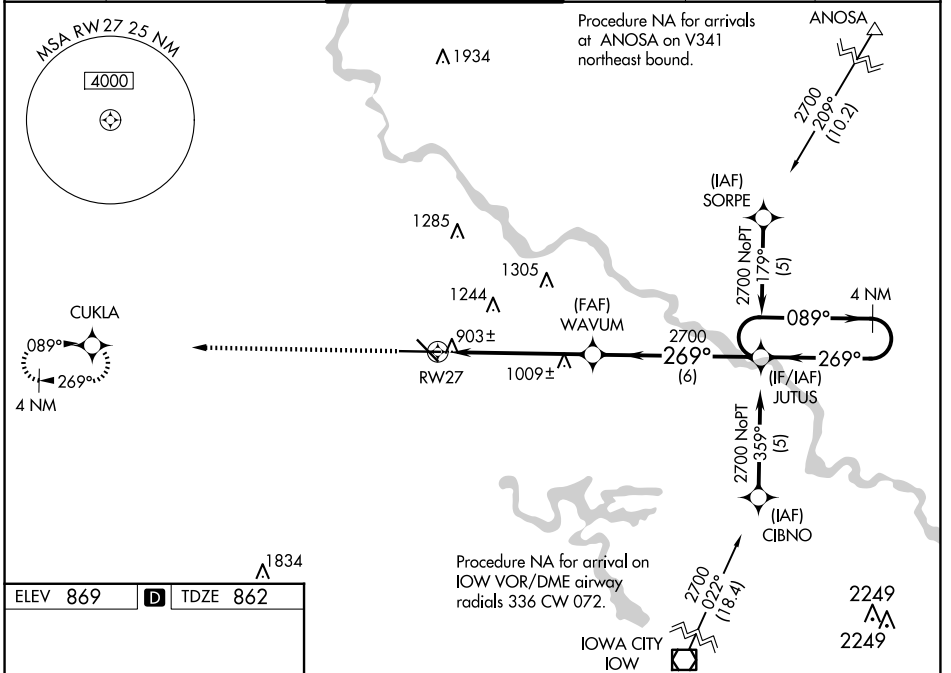 MSA RW27 25 NM
4000
1934
Procedure NA for arrivals
at ANOSA on V341
northeast bound.
ANOSA
2700
209°
(10.2)
(IAF)
SORPE
2700 NoPT
179°
(5)
1285
1305
1244
903±
RW27
1009±
(FAF)
WAVUM
2700
269°
(6)
4 NM
089°
269°
(IF/IAF)
JUTUS
CUKLA
089°
269°
4 NM
2700 NoPT
359°
(5)
(IAF)
CIBNO
Procedure NA for arrival on
IOW VOR/DME airway
radials 336 CW 072.
2700
022°
(18.4)
IOWA CITY
IOW
1834
2249
2249
ELEV 869 D TDZE 862